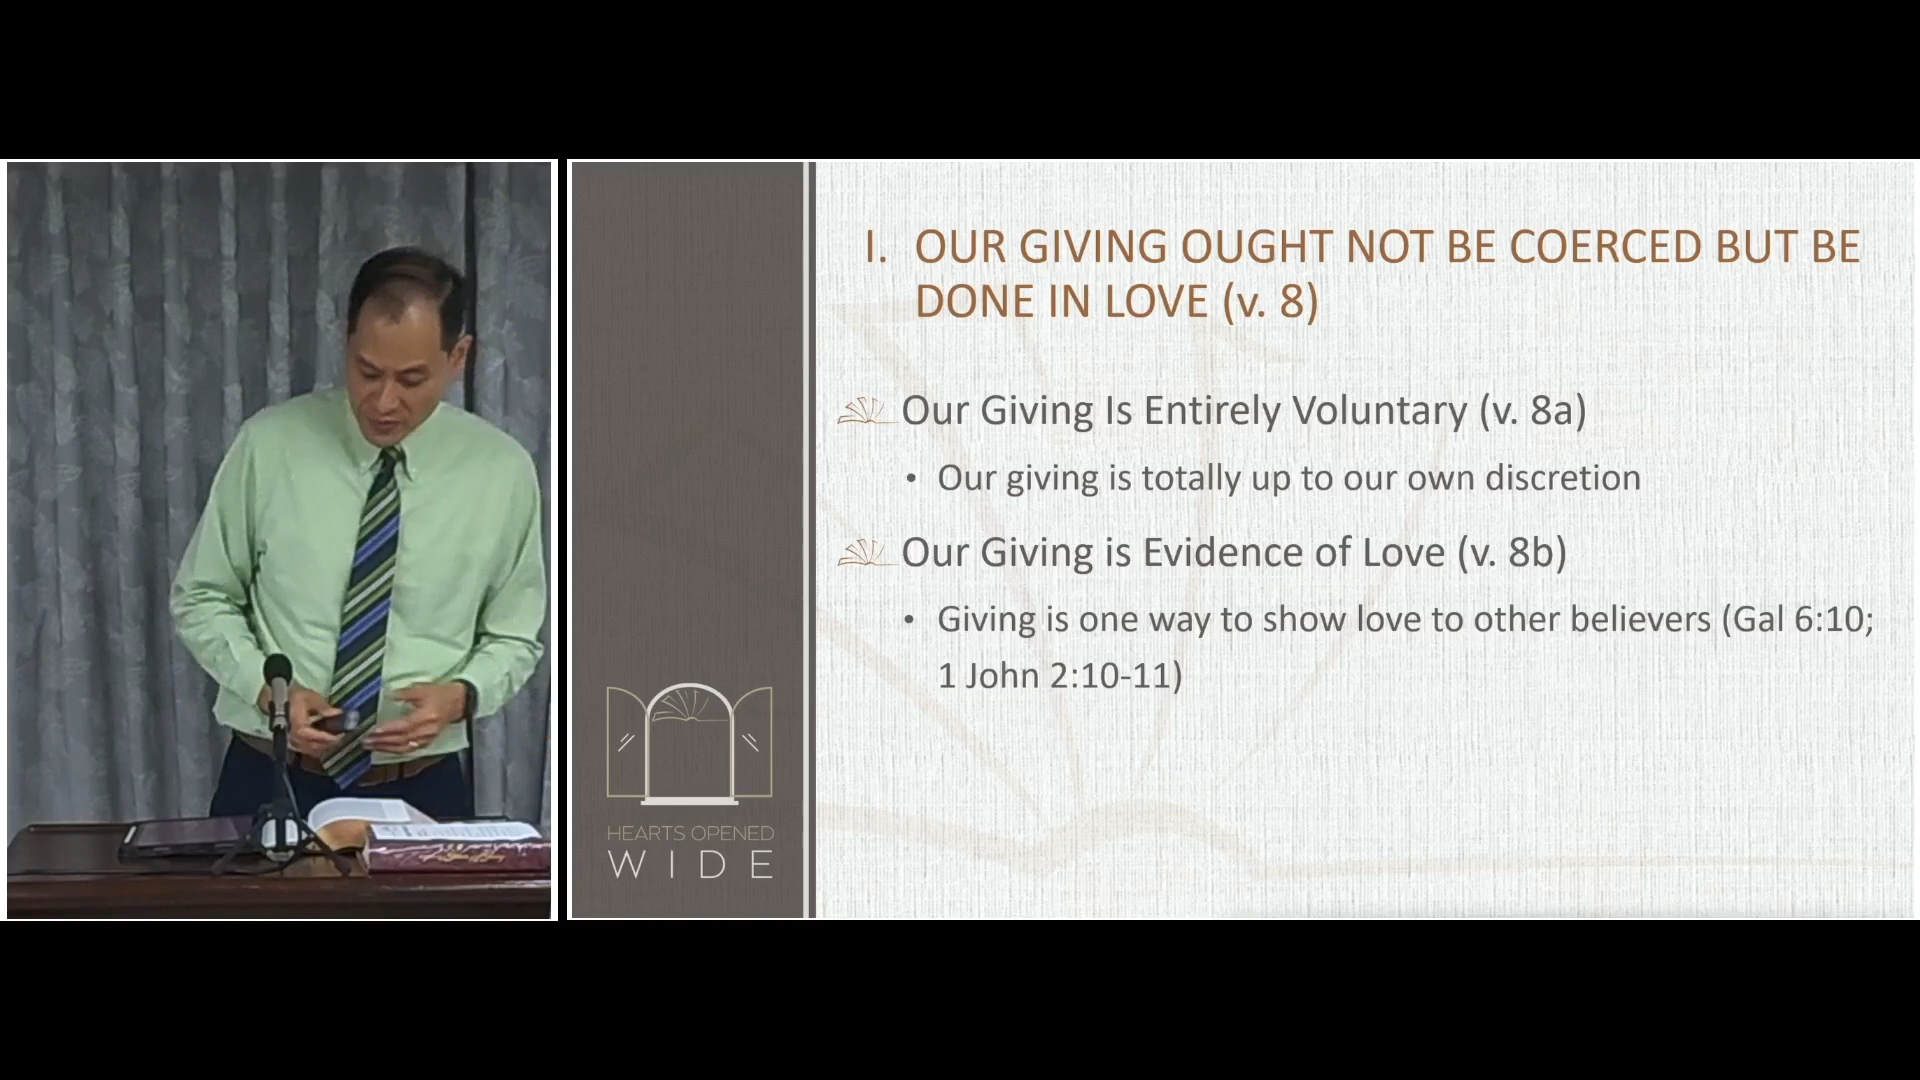 I. OUR GIVING OUGHT NOT BE COERCED BUT BE
DONE IN LOVE (v. 8)
Our Giving Is Entirely Voluntary (v. 8a)
• Our giving is totally up to our own discretion
Our Giving is Evidence of Love (v. 8b)
• Giving is one way to show love to other believers (Gal 6:10;
1 John 2:10-11)
HEARTS OPENED
WIDE